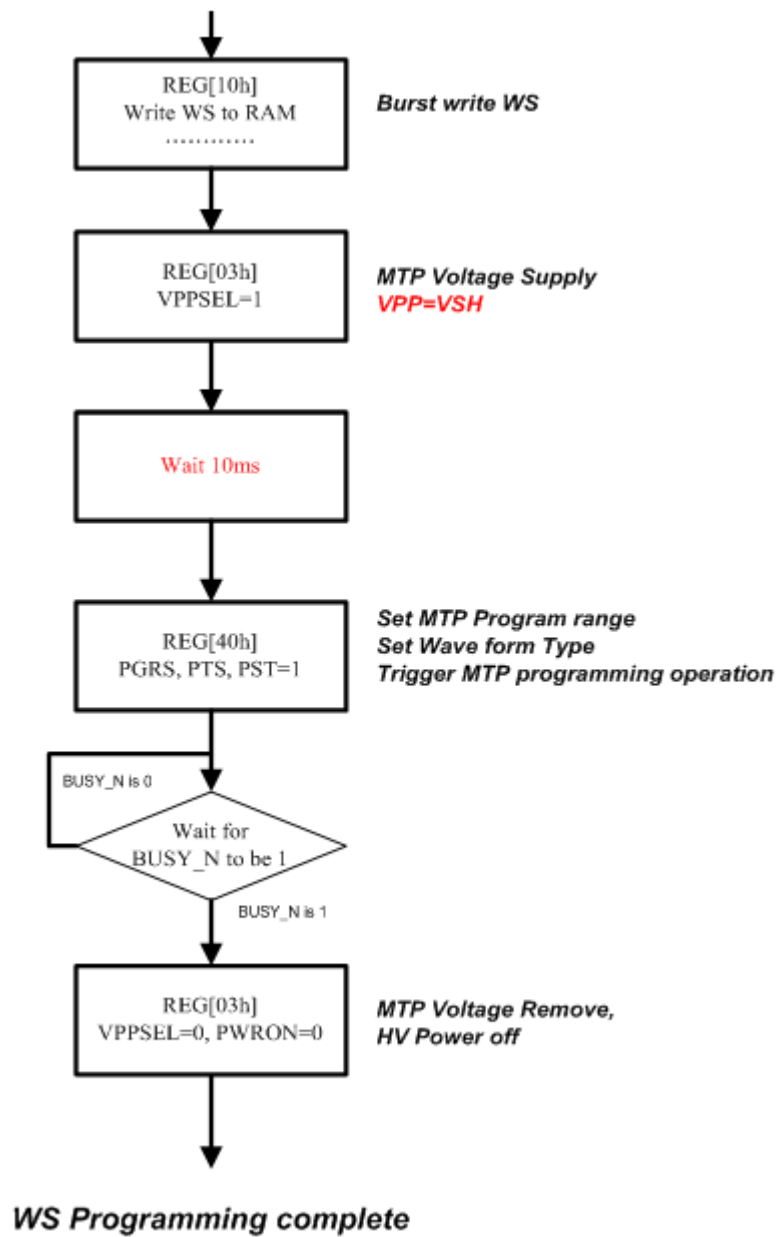 REG[10h]
Write WS to RAM
............
Burst write WS
REG[03h]
VPPSEL=1
MTP Voltage Supply
VPP=VSH
Wait 10ms
REG[40h]
PGRS, PTS, PST=1
Set MTP Program range
Set Wave form Type
Trigger MTP programming operation
BUSY_N is 0
Wait for
BUSY_N to be 1
BUSY_N is 1
REG[03h]
VPPSEL=0, PWRON=0
MTP Voltage Remove,
HV Power off
WS Programming complete